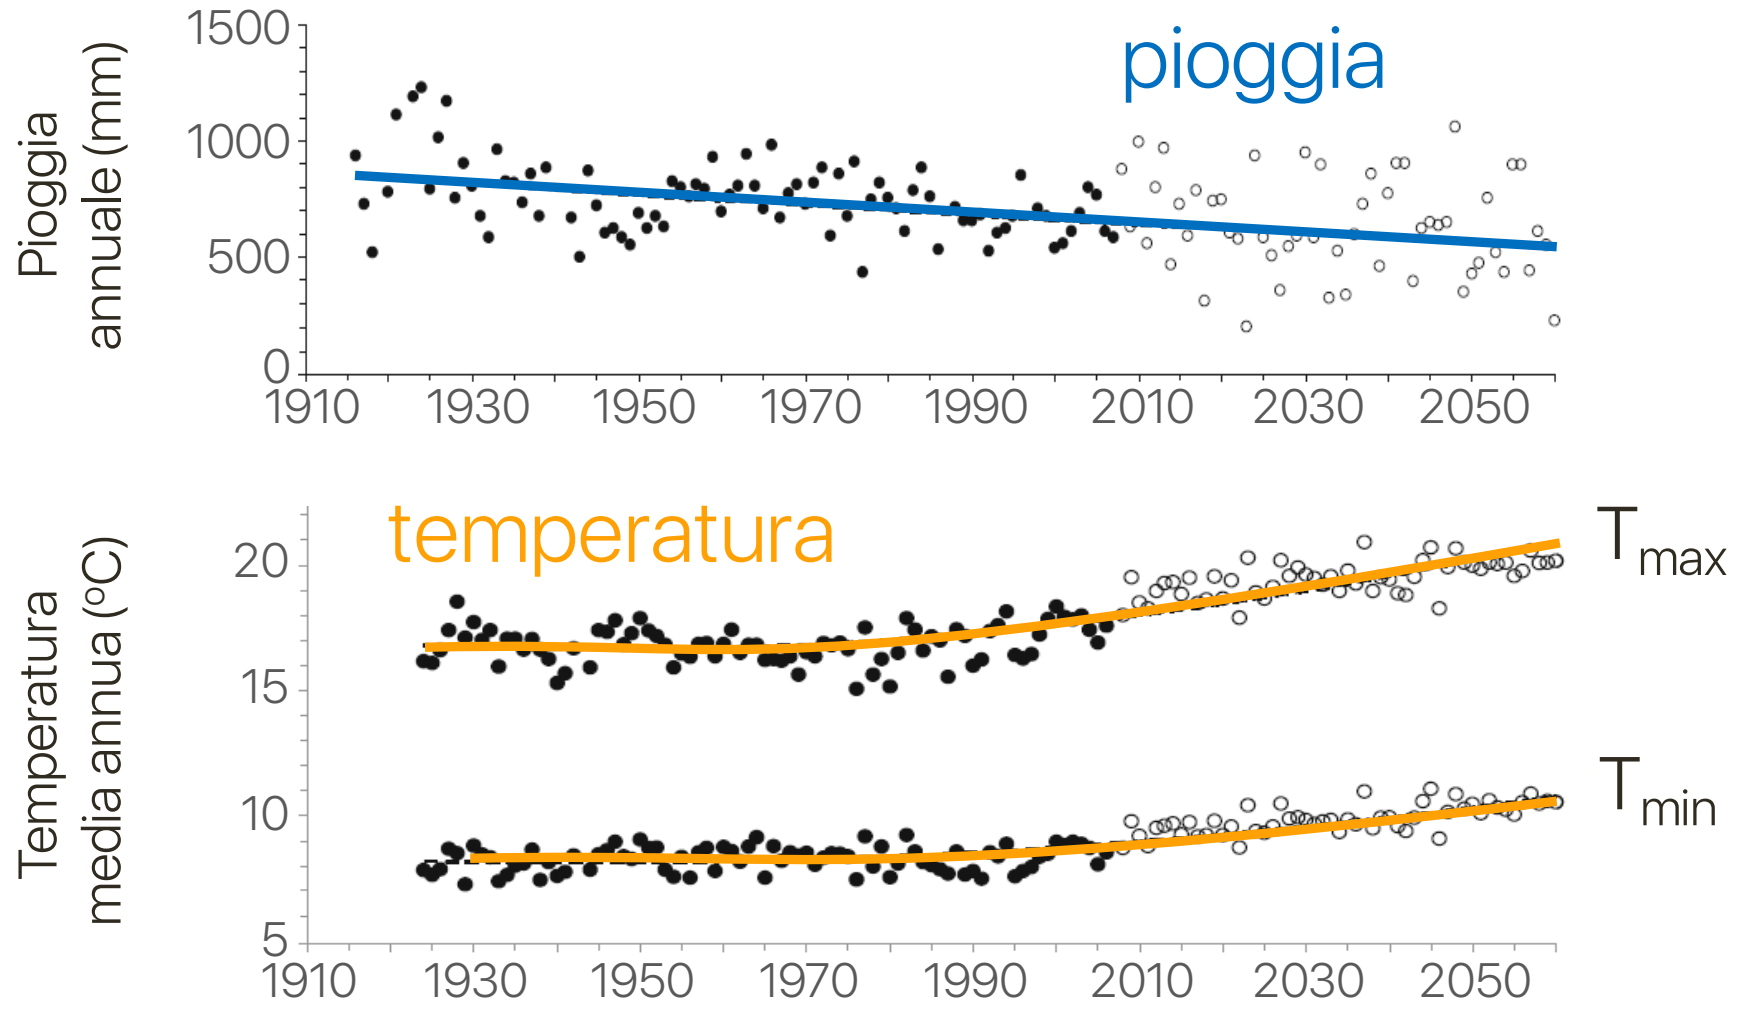 pioggia
Pioggia
annuale (mm)
1500
1000
500
0
1910 1930 1950 1970 1990 2010 2030 2050
temperatura
Temperatura
media annua (ºC)
20
15
10
5
Tmax
Tmin
1910 1930 1950 1970 1990 2010 2030 2050